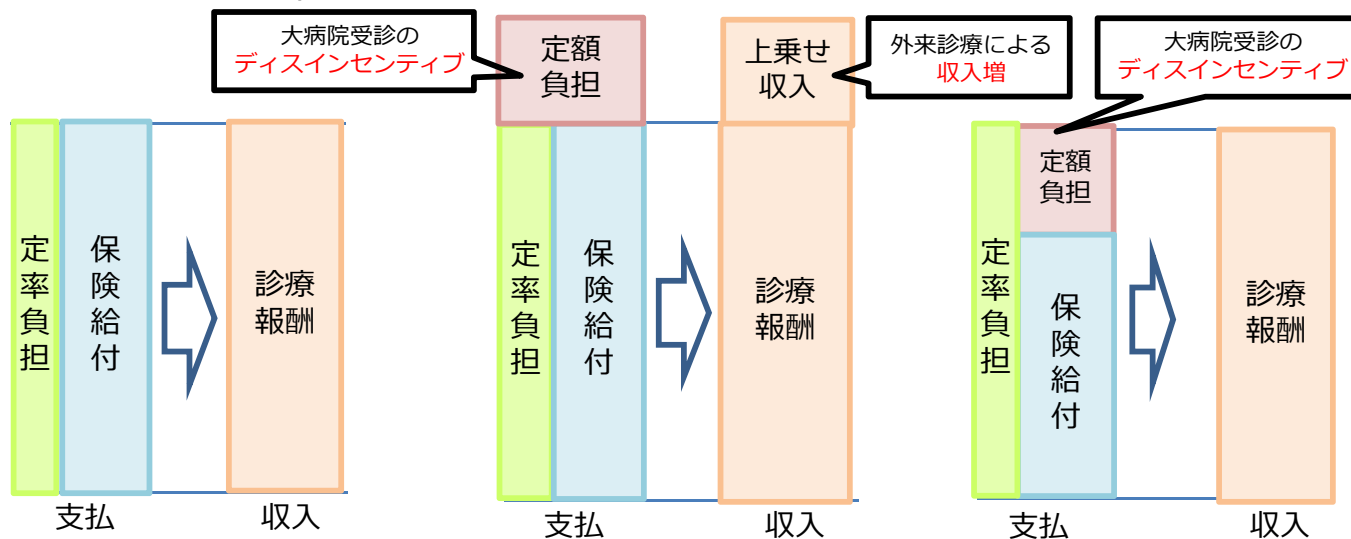 大病院受診の
ディスインセンティブ
定額
負担
上乗せ
収入
外来診療による
収入増
大病院受診の
ディスインセンティブ
定率負担
保険給付
診療
報酬
支払
収入
定率負担
保険給付
診療
報酬
支払
収入
定額
負担
定率負担
保険給付
診療
報酬
支払
収入